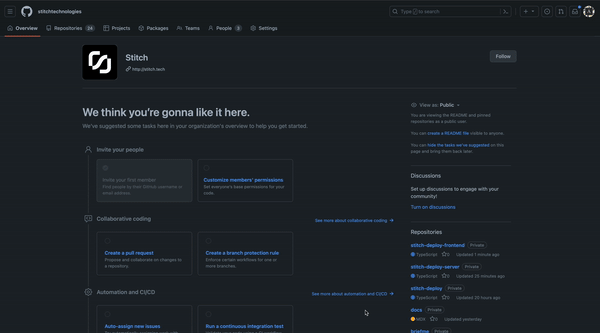 stitchtechnologies
Type / to search
Overview
Repositories 24
Projects
Packages
Teams
People 3
Settings
Stitch
http://stitch.tech
Follow
We think you're gonna like it here.
We've suggested some tasks here in your organization's overview to help you get started.
Invite your people
Invite your first member
Find people by their GitHub username or
email address.
Customize members' permissions
Set everyone's base permissions for your
code.
Collaborative coding
See more about collaborative coding →
Create a pull request
Propose and collaborate on changes to
a repository.
Create a branch protection rule
Enforce certain workflows for one or
more branches.
Automation and CI/CD
See more about automation and CI/CD →
Auto-assign new issues
Run a continuous integration test
View as: Public
You are viewing the README and pinned
repositories as a public user.
You can create a README file visible to anyone.
You can hide the tasks we've suggested on this
page and bring them back later.
Discussions
Set up discussions to engage with your
community!
Turn on discussions
Repositories
stitch-deploy-frontend Private
TypeScript 0 Updated 1 minute ago
stitch-deploy-server Private
TypeScript 0 Updated 35 minutes ago
stitch-deploy Private
TypeScript 0 Updated 20 hours ago
docs Private
MDX 0 Updated yesterday
briefing Private